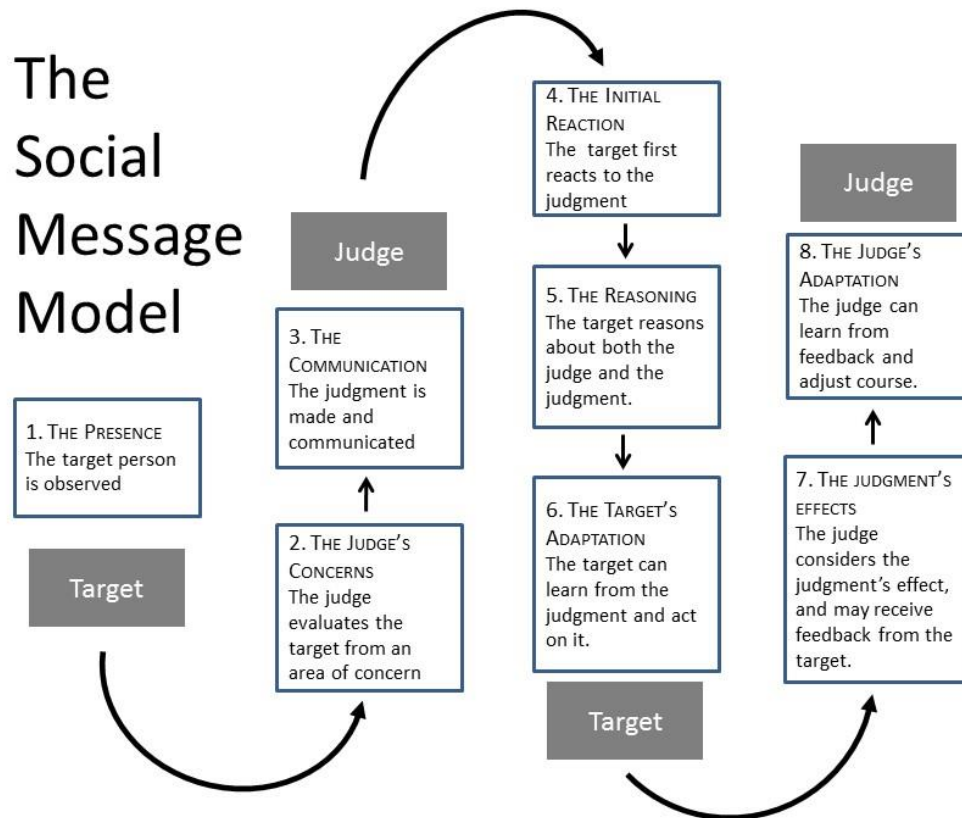 The
Social
Message
Model
1. THE PRESENCE
The target person
is observed
Target
Judge
3. THE
COMMUNICATION
The judgment is
made and
communicated
2. THE JUDGE'S
CONCERNS
The judge
evaluates the
target from an
area of concern
4. THE INITIAL
REACTION
The target first
reacts to the
judgment
5. THE REASONING
The target reasons
about both the
judge and the
judgment.
6. THE TARGET'S
ADAPTATION
The target can
learn from the
judgment and act
on it.
Target
Judge
8. THE JUDGE'S
ADAPTATION
The judge can
learn from
feedback and
adjust course.
7. THE JUDGMENT'S
EFFECTS
The judge
considers the
judgment's effect,
and may receive
feedback from the
target.